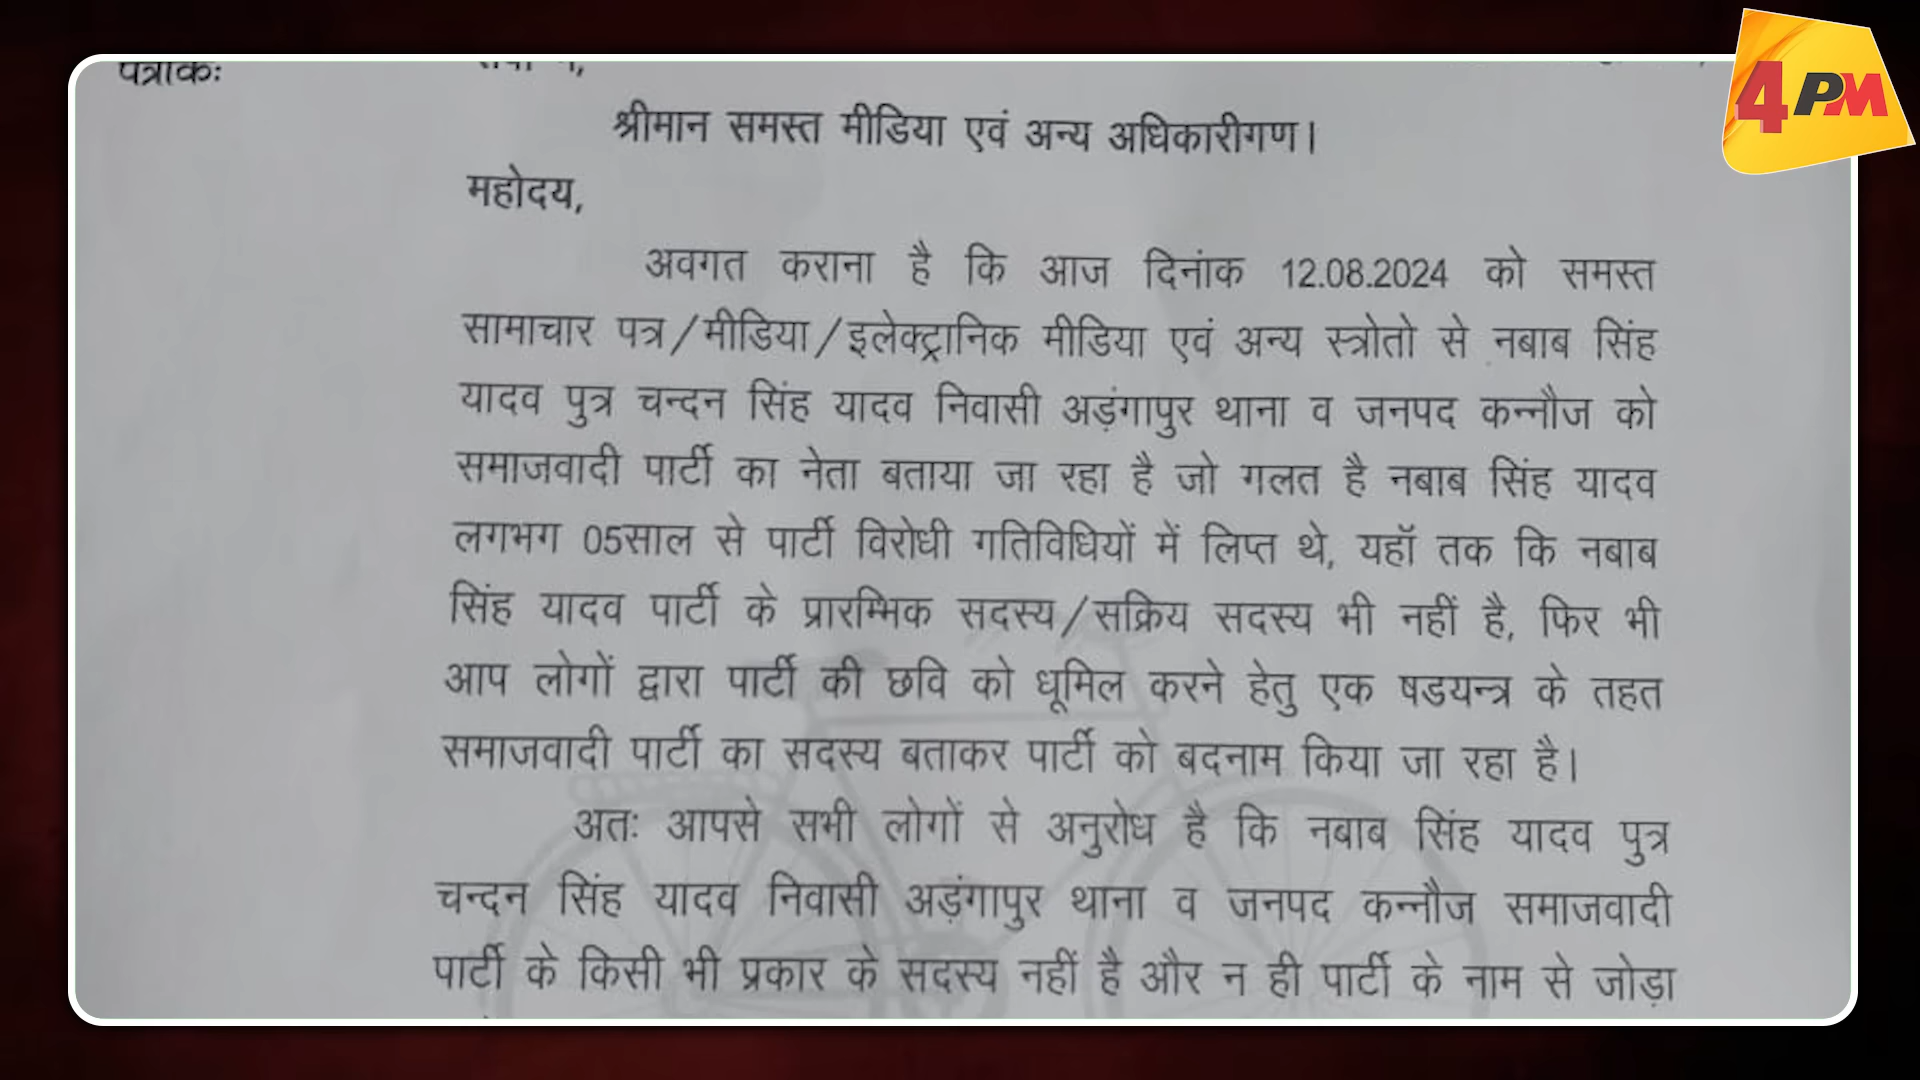 पत्रांकः
श्रीमान समस्त मीडिया एवं अन्य अधिकारीगण।
महोदय,
अवगत कराना है कि आज दिनांक 12.08.2024 को समस्त
सामाचार पत्र/मीडिया/इलेक्ट्रानिक मीडिया एवं अन्य स्त्रोतो से नबाब सिंह
यादव पुत्र चन्दन सिंह यादव निवासी अड़ंगापुर थाना व जनपद कन्नौज को
समाजवादी पार्टी का नेता बताया जा रहा है जो गलत है नबाब सिंह यादव
लगभग 05साल से पार्टी विरोधी गतिविधियों में लिप्त थे, यहॉ तक कि नबाब
सिंह यादव पार्टी के प्रारम्भिक सदस्य/सक्रिय सदस्य भी नहीं है, फिर भी
आप लोगों द्वारा पार्टी की छवि को धूमिल करने हेतु एक षडयन्त्र के तहत
समाजवादी पार्टी का सदस्य बताकर पार्टी को बदनाम किया जा रहा है।
अतः आपसे सभी लोगों से अनुरोध है कि नबाब सिंह यादव पुत्र
चन्दन सिंह यादव निवासी अड़ंगापुर थाना व जनपद कन्नौज समाजवादी
पार्टी के किसी भी प्रकार के सदस्य नहीं है और न ही पार्टी के नाम से जोड़ा
4PM